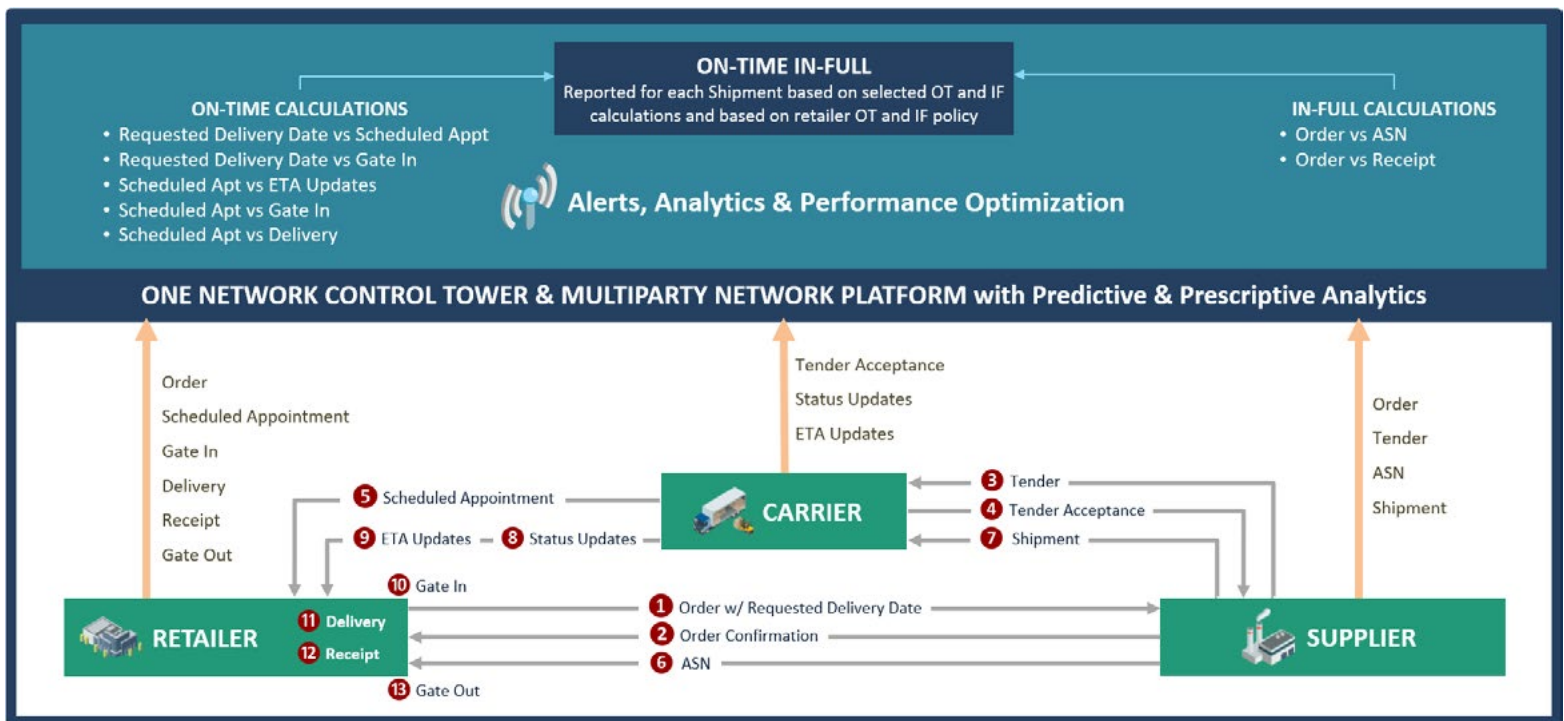 ON-TIME IN-FULL
Reported for each Shipment based on selected OT and IF
calculations and based on retailer OT and IF policy
ON-TIME CALCULATIONS
• Requested Delivery Date vs Scheduled Appt
• Requested Delivery Date vs Gate In
• Scheduled Apt vs ETA Updates
• Scheduled Apt vs Gate In
• Scheduled Apt vs Delivery
IN-FULL CALCULATIONS
• Order vs ASN
• Order vs Receipt
Alerts, Analytics & Performance Optimization
ONE NETWORK CONTROL TOWER & MULTIPARTY NETWORK PLATFORM with Predictive & Prescriptive Analytics
Order
Scheduled Appointment
Gate In
Delivery
Receipt
Gate Out
Tender Acceptance
Status Updates
ETA Updates
Order
Tender
ASN
Shipment
5 Scheduled Appointment
9 ETA Updates
8 Status Updates
CARRIER
3 Tender
4 Tender Acceptance
7 Shipment
10 Gate In
RETAILER
11 Delivery
12 Receipt
13 Gate Out
1 Order w/ Requested Delivery Date
2 Order Confirmation
6 ASN
SUPPLIER